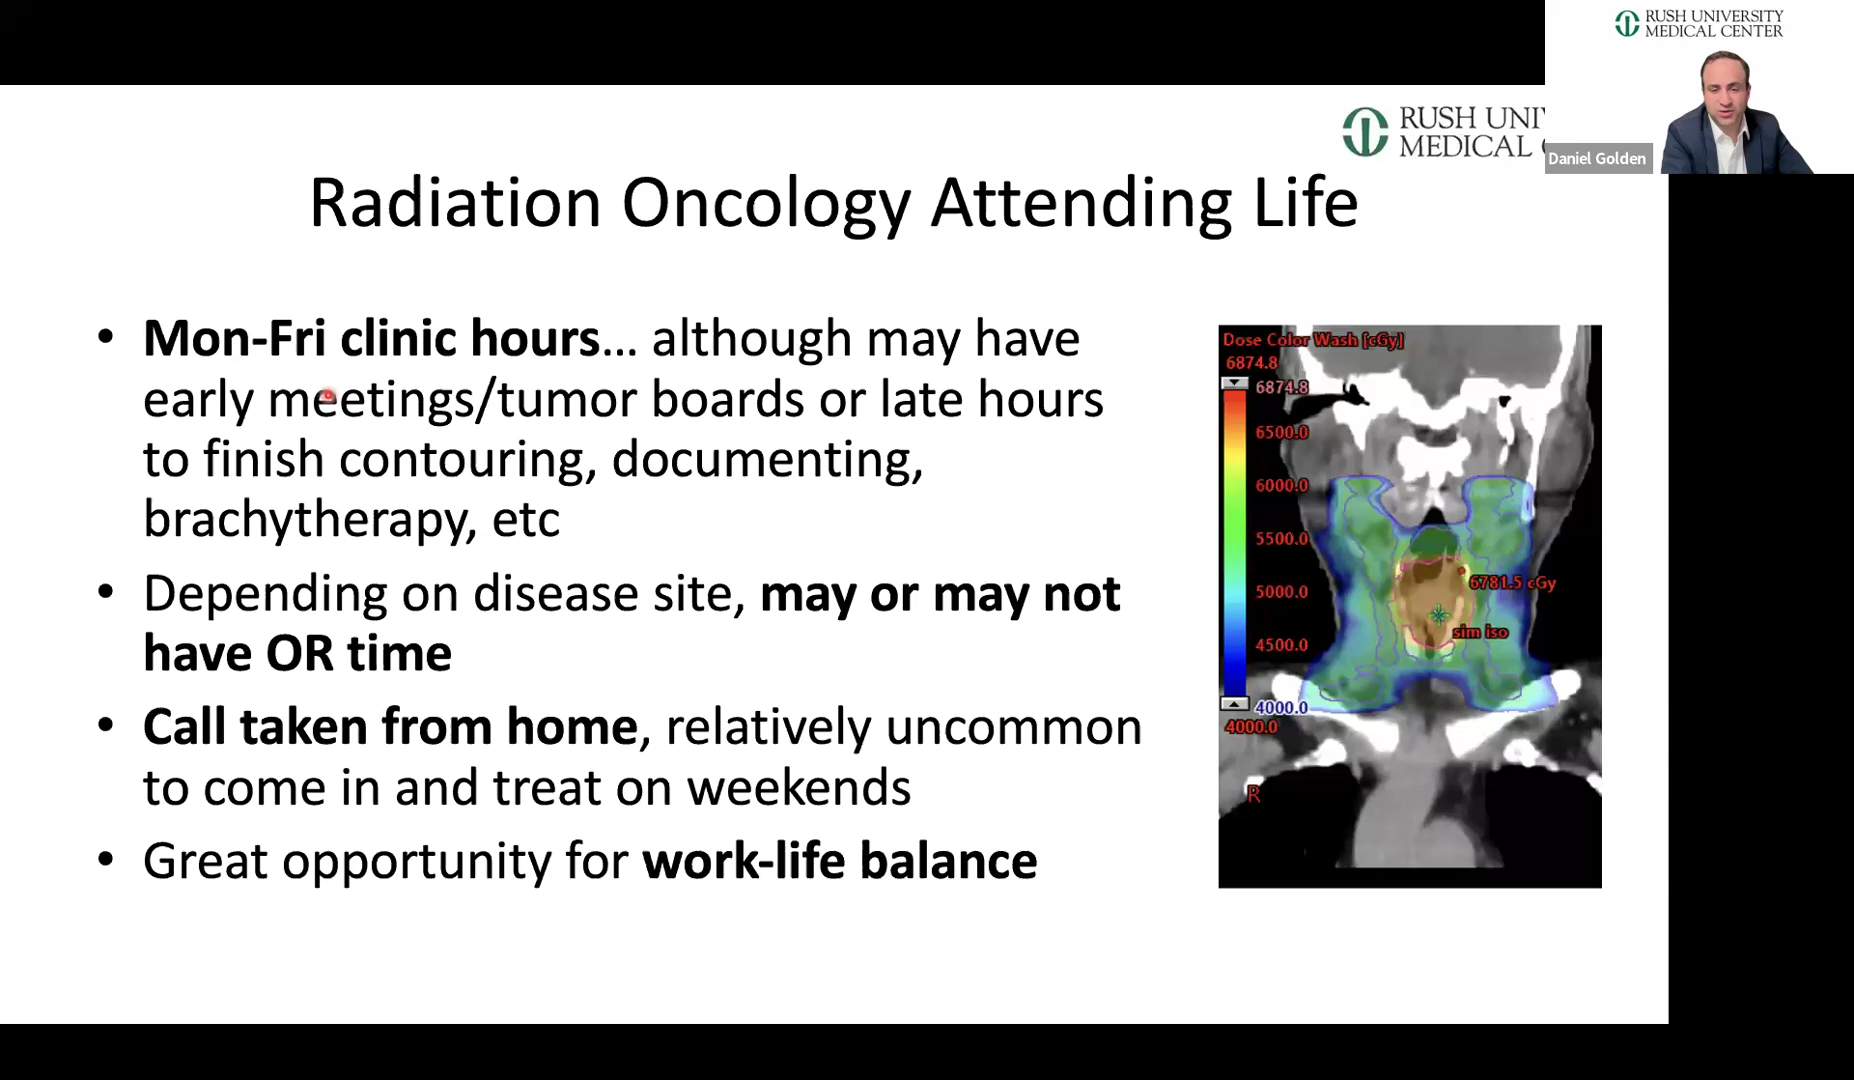 RUSH UNIVERSITY
MEDICAL CENTER
Daniel Golden
RUSH UNI
MEDICAL
Radiation Oncology Attending Life
• Mon-Fri clinic hours... although may have
early meetings/tumor boards or late hours
to finish contouring, documenting,
brachytherapy, etc
• Depending on disease site, may or may not
have OR time
• Call taken from home, relatively uncommon
to come in and treat on weekends
• Great opportunity for work-life balance
Dose Color Wash [cGy]
6874.8
6874.8
6500.0
6000.0
5500.0
5000.0
4500.0
4000.0
4000.0
6781.5 cGy
sim iso
R